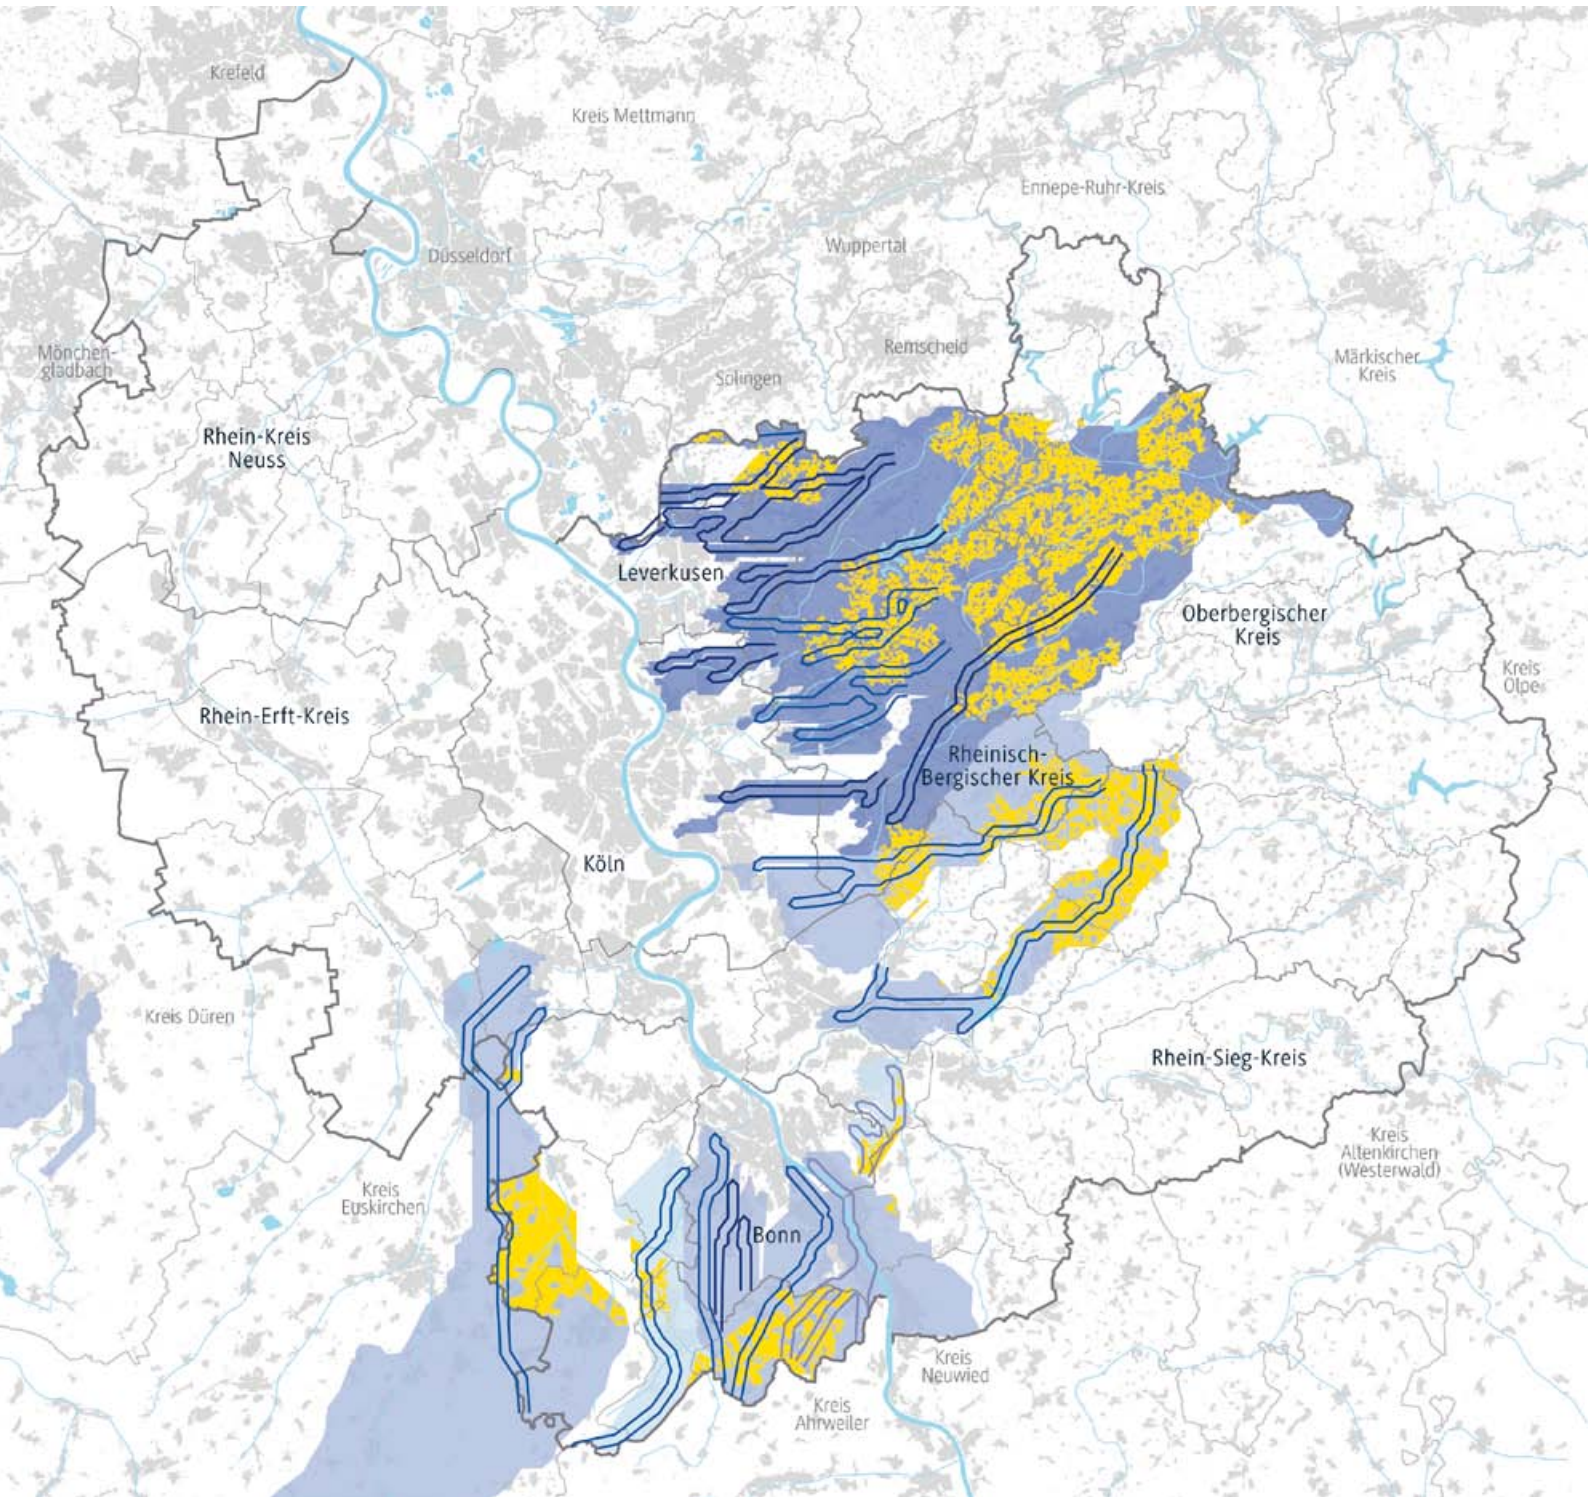 Krefeld
Kreis Mettmann
Ennepe-Ruhr-Kreis
Wuppertal
Düsseldorf
Remscheid
Mönchen-
gladbach
Märkischer
Kreis
Solingen
Rhein-Kreis
Neuss
Leverkusen
Oberbergischer
Kreis
Kreis
Olpe
Rhein-Erft-Kreis
Rheinisch-
Bergischer Kreis
Köln
Kreis Düren
Rhein-Sieg-Kreis
Kreis
Altenkirchen
(Westerwald)
Kreis
Euskirchen
Bonn
Kreis
Neuwied
Kreis
Ahrweiler